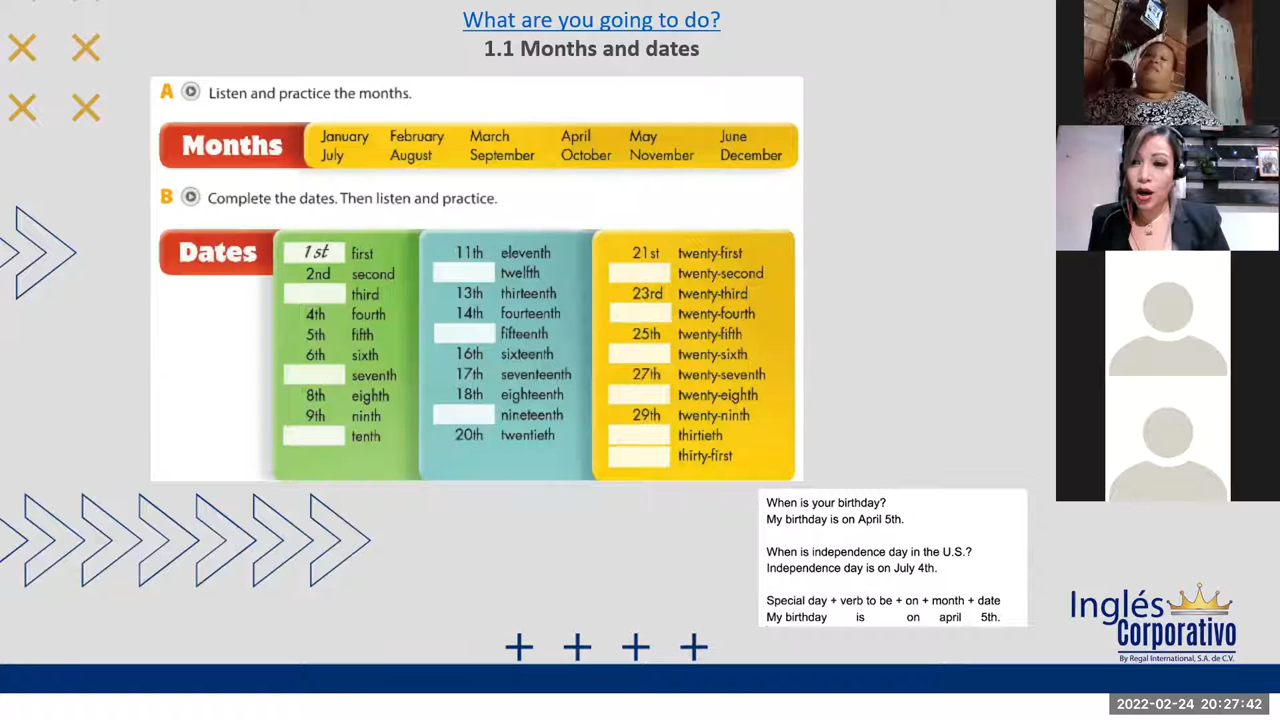 What are you going to do?
1.1 Months and dates
A Listen and practice the months.
Months
January February March April May June
July August September October November December
B Complete the dates. Then listen and practice.
Dates
1st first
2nd second
third
4th fourth
5th fifth
6th sixth
seventh
8th eighth
9th ninth
tenth
11th eleventh
twelfth
13th thirteenth
14th fourteenth
fifteenth
16th sixteenth
17th seventeenth
18th eighteenth
nineteenth
20th twentieth
21st twenty-first
twenty-second
23rd twenty-third
twenty-fourth
25th twenty-fifth
twenty-sixth
27th twenty-seventh
twenty-eighth
29th twenty-ninth
thirtieth
thirty-first
When is your birthday?
My birthday is on April 5th.
When is independence day in the U.S.?
Independence day is on July 4th.
Special day + verb to be + on + month + date
My birthday is on april 5th.
Inglés
Corporativo
By Regal International, S.A. de C.V.
2022-02-24 20:27:42